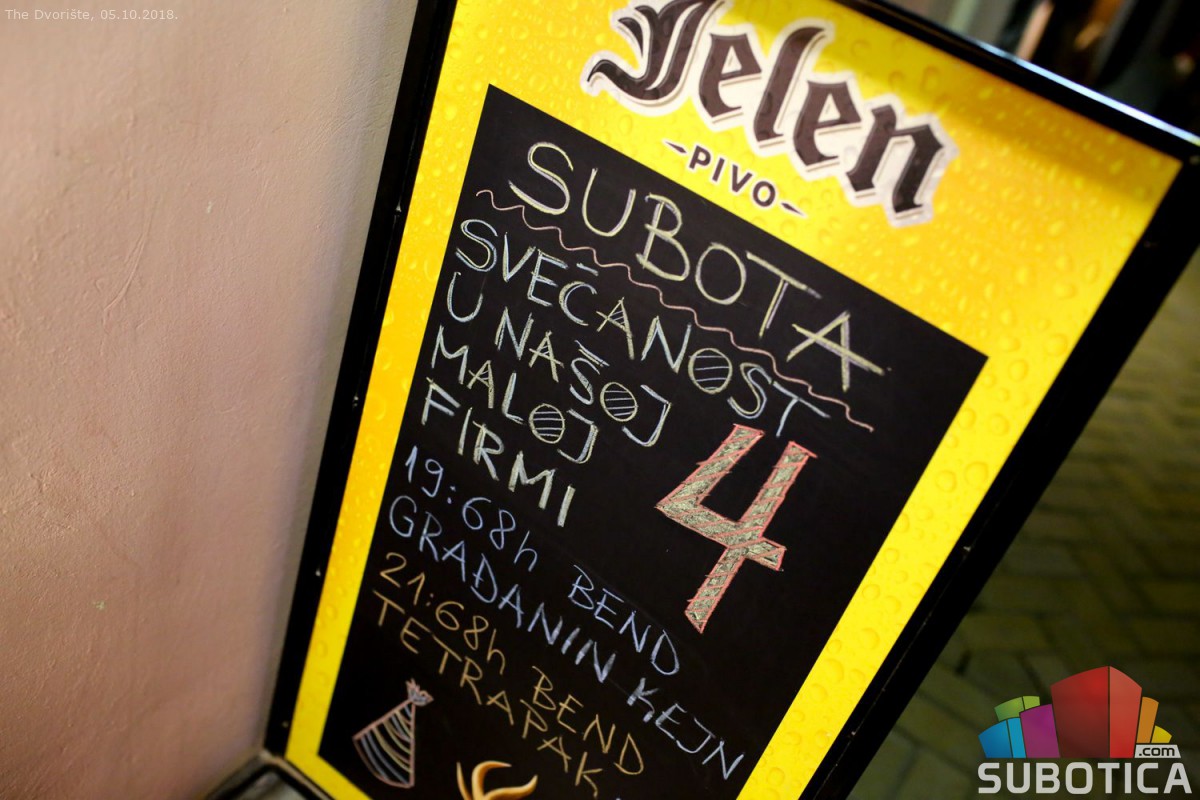 The Dvorište, 05.10.2018.
Jelen
PIVO
SUBOTA
SVEČANOST
U NAŠOJ
MALOJ
FIRMI
4
19:68h BEND
GRAĐANIN KEJN
21:68h BEND
TETRAPAK
.com
SUBOTICA